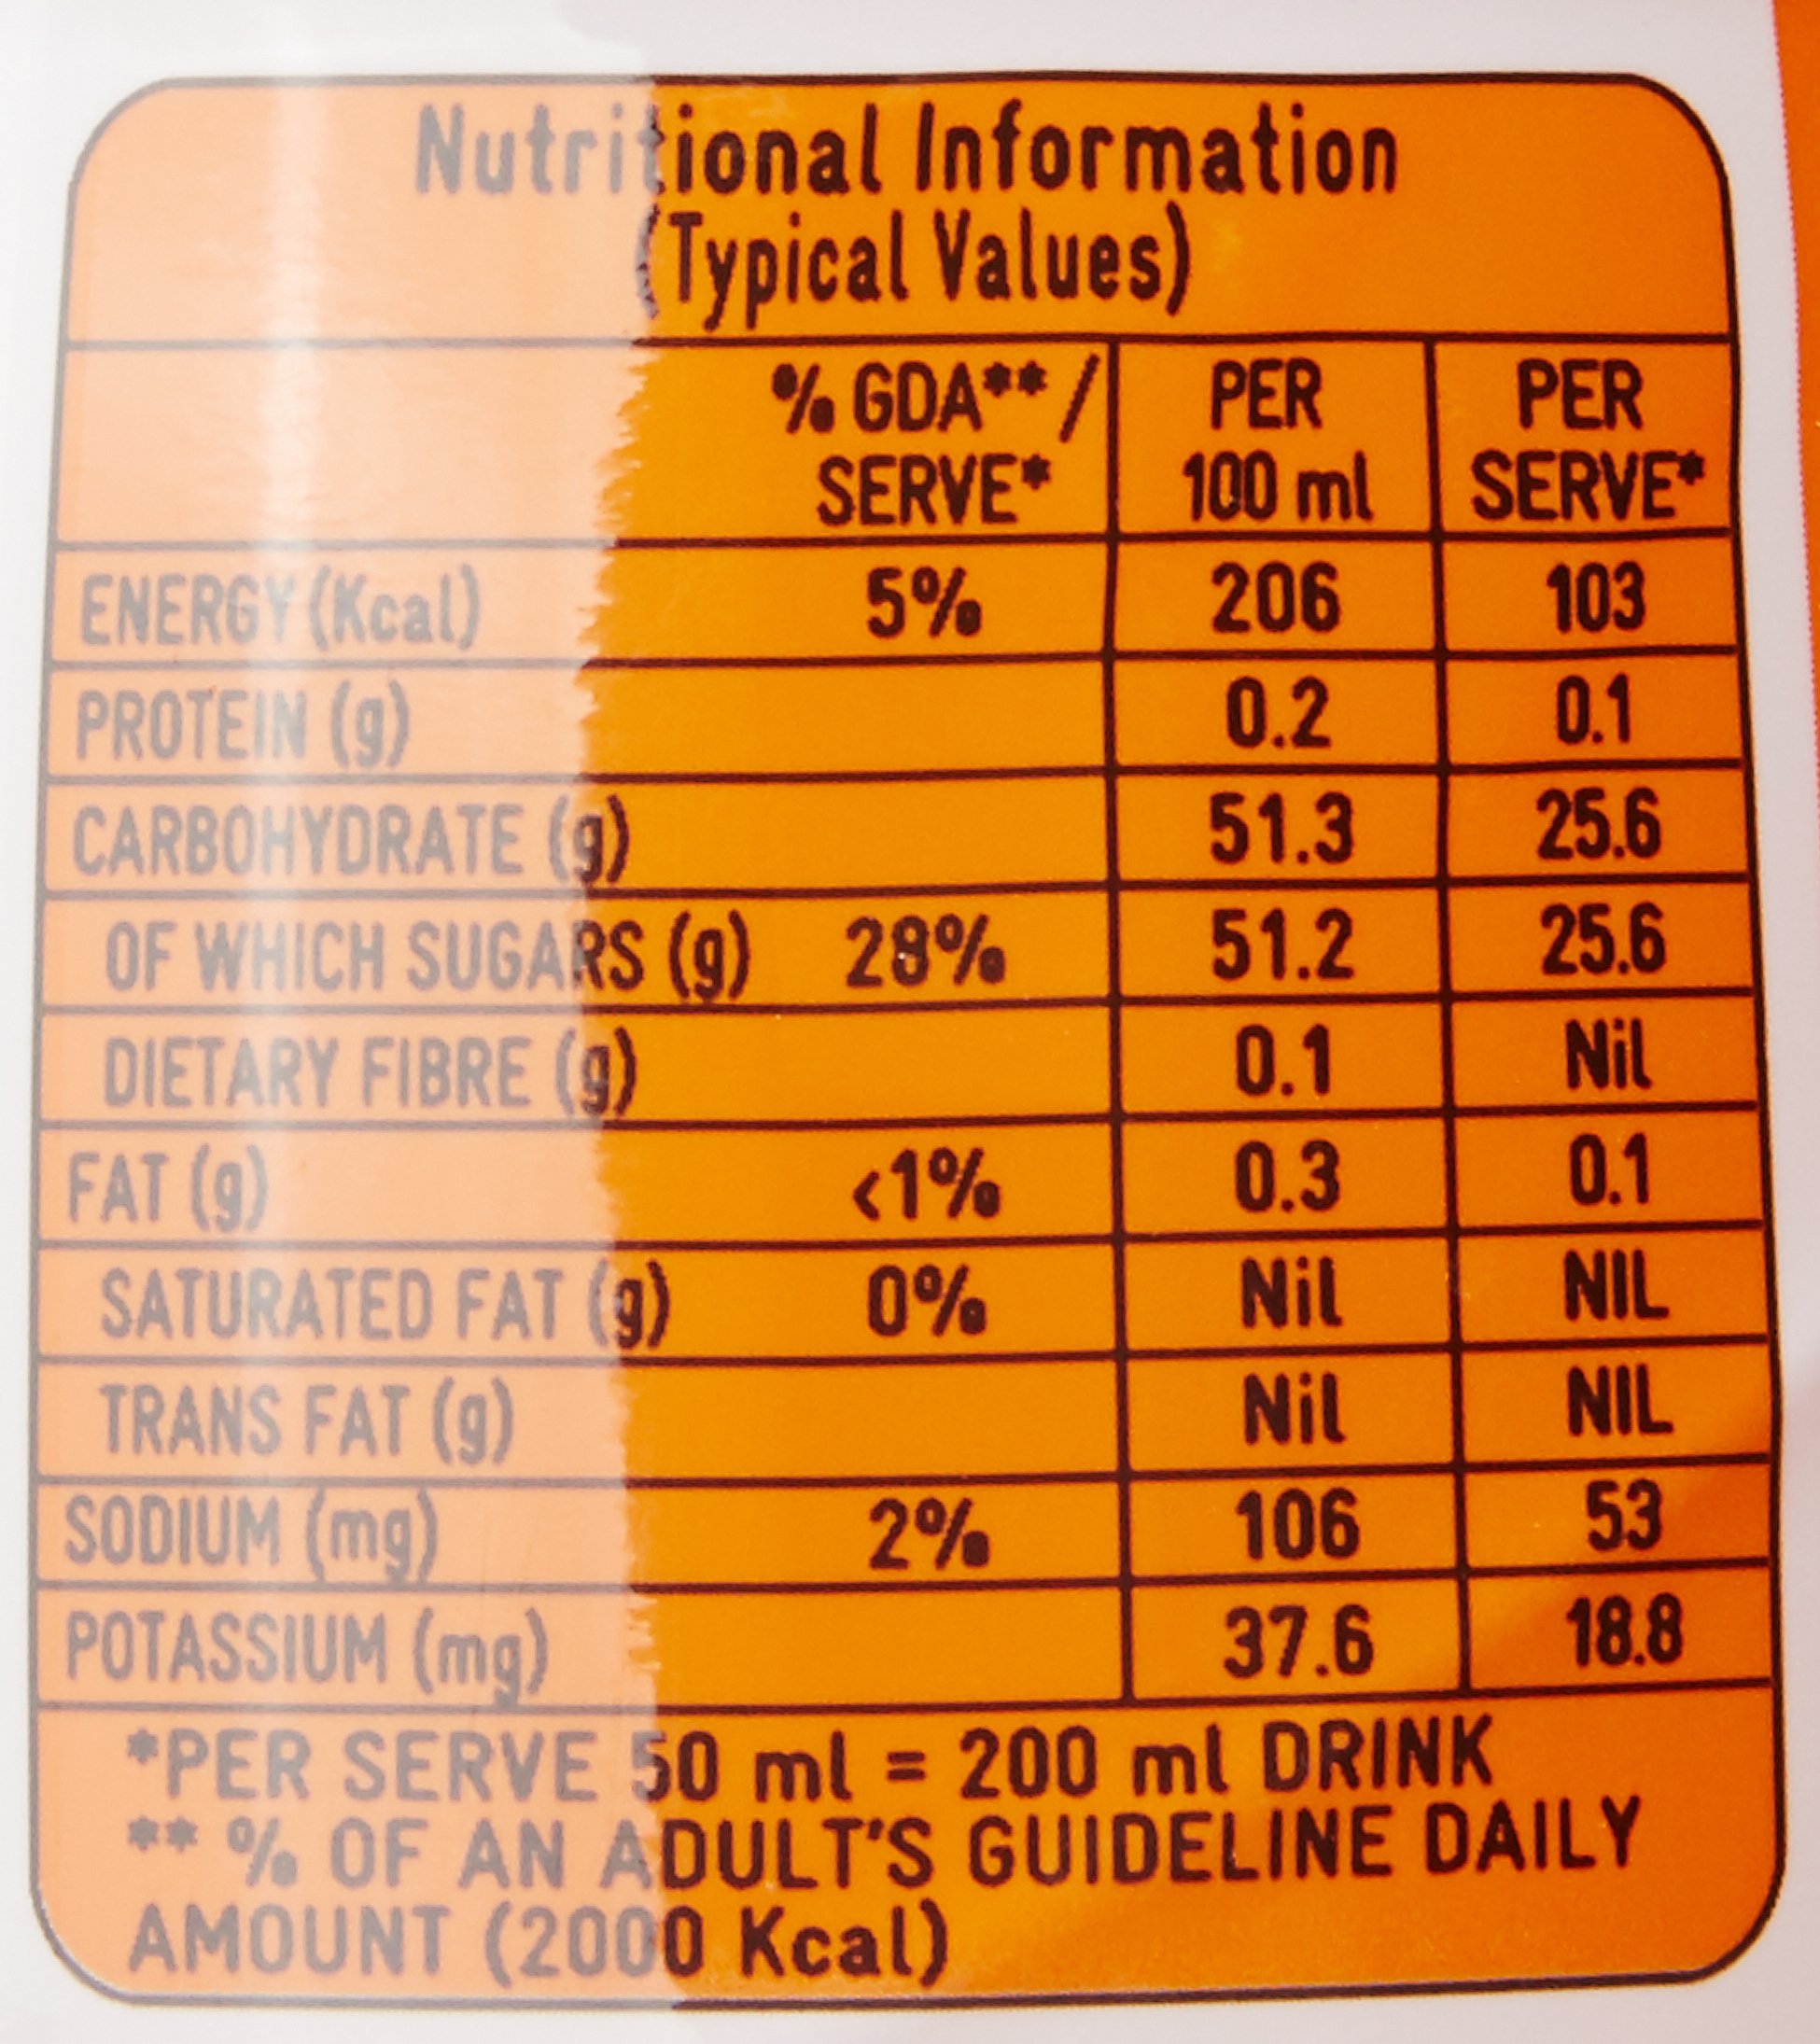 Nutritional Information
(Typical Values)
% GDA** / PER PER
SERVE* 100 ml SERVE*
ENERGY (Kcal) 5% 206 103
PROTEIN (g) 0.2 0.1
CARBOHYDRATE (g) 51.3 25.6
OF WHICH SUGARS (g) 28% 51.2 25.6
DIETARY FIBRE (g) 0.1 Nil
FAT (g) <1% 0.3 0.1
SATURATED FAT (g) 0% Nil NIL
TRANS FAT (g) Nil NIL
SODIUM (mg) 2% 106 53
POTASSIUM (mg) 37.6 18.8
*PER SERVE 50 ml = 200 ml DRINK
** % OF AN ADULT'S GUIDELINE DAILY
AMOUNT (2000 Kcal)